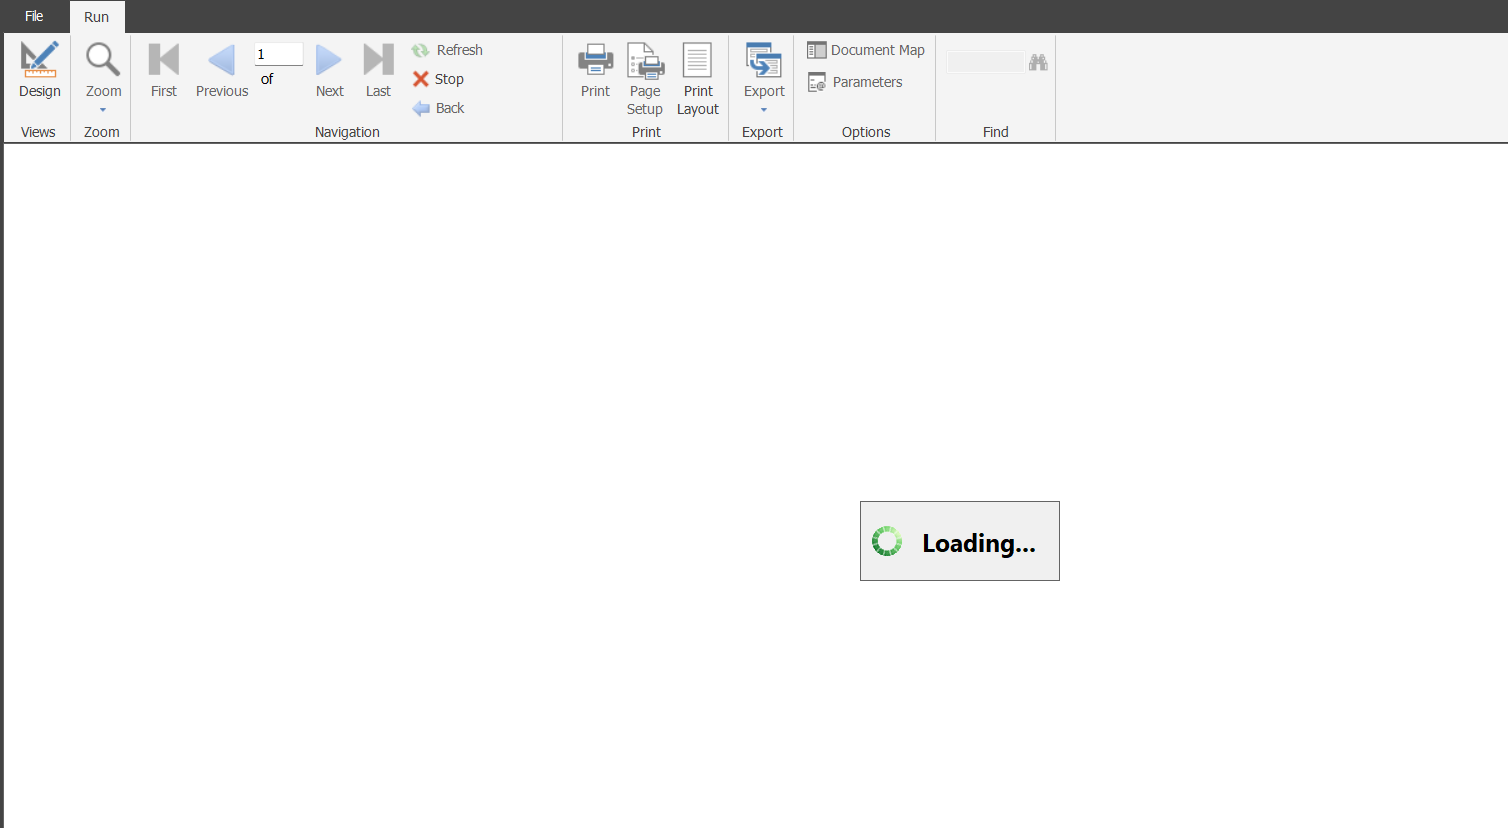 File Run
Design
Zoom
First
Previous
1
of
Next
Last
Refresh
Stop
Back
Print
Page
Setup
Print
Layout
Export
Document Map
Parameters
Views Zoom Navigation Print Export Options Find
Loading...